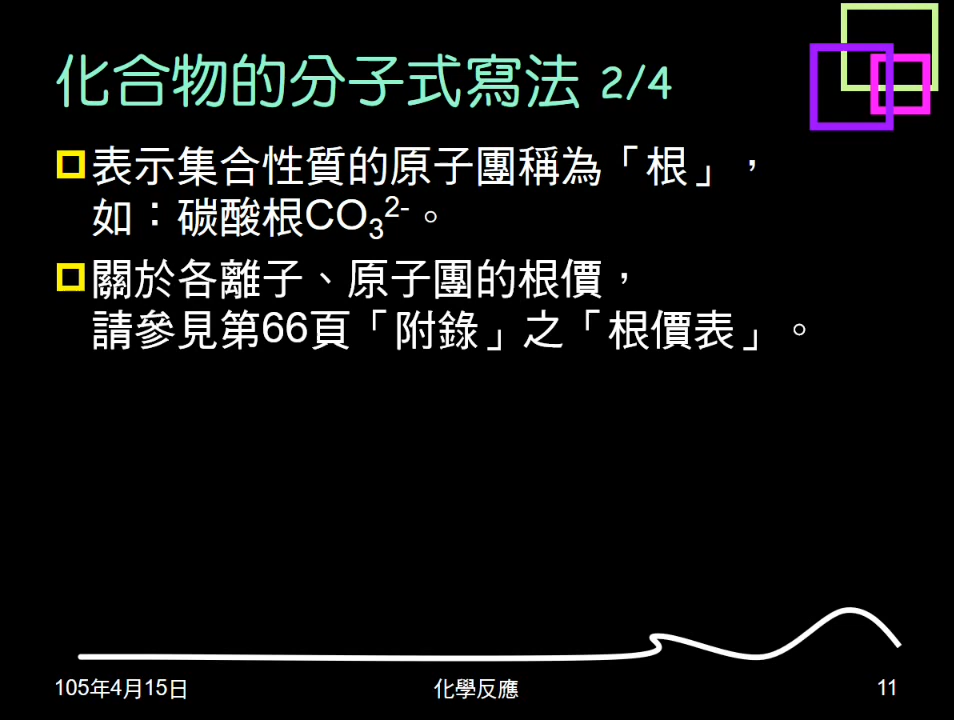 化合物的分子式寫法 2/4
表示集合性質的原子團稱為「根」，
如：碳酸根CO₃²⁻。
關於各離子、原子團的根價，
請參見第66頁「附錄」之「根價表」。
105年4月15日
化學反應
11